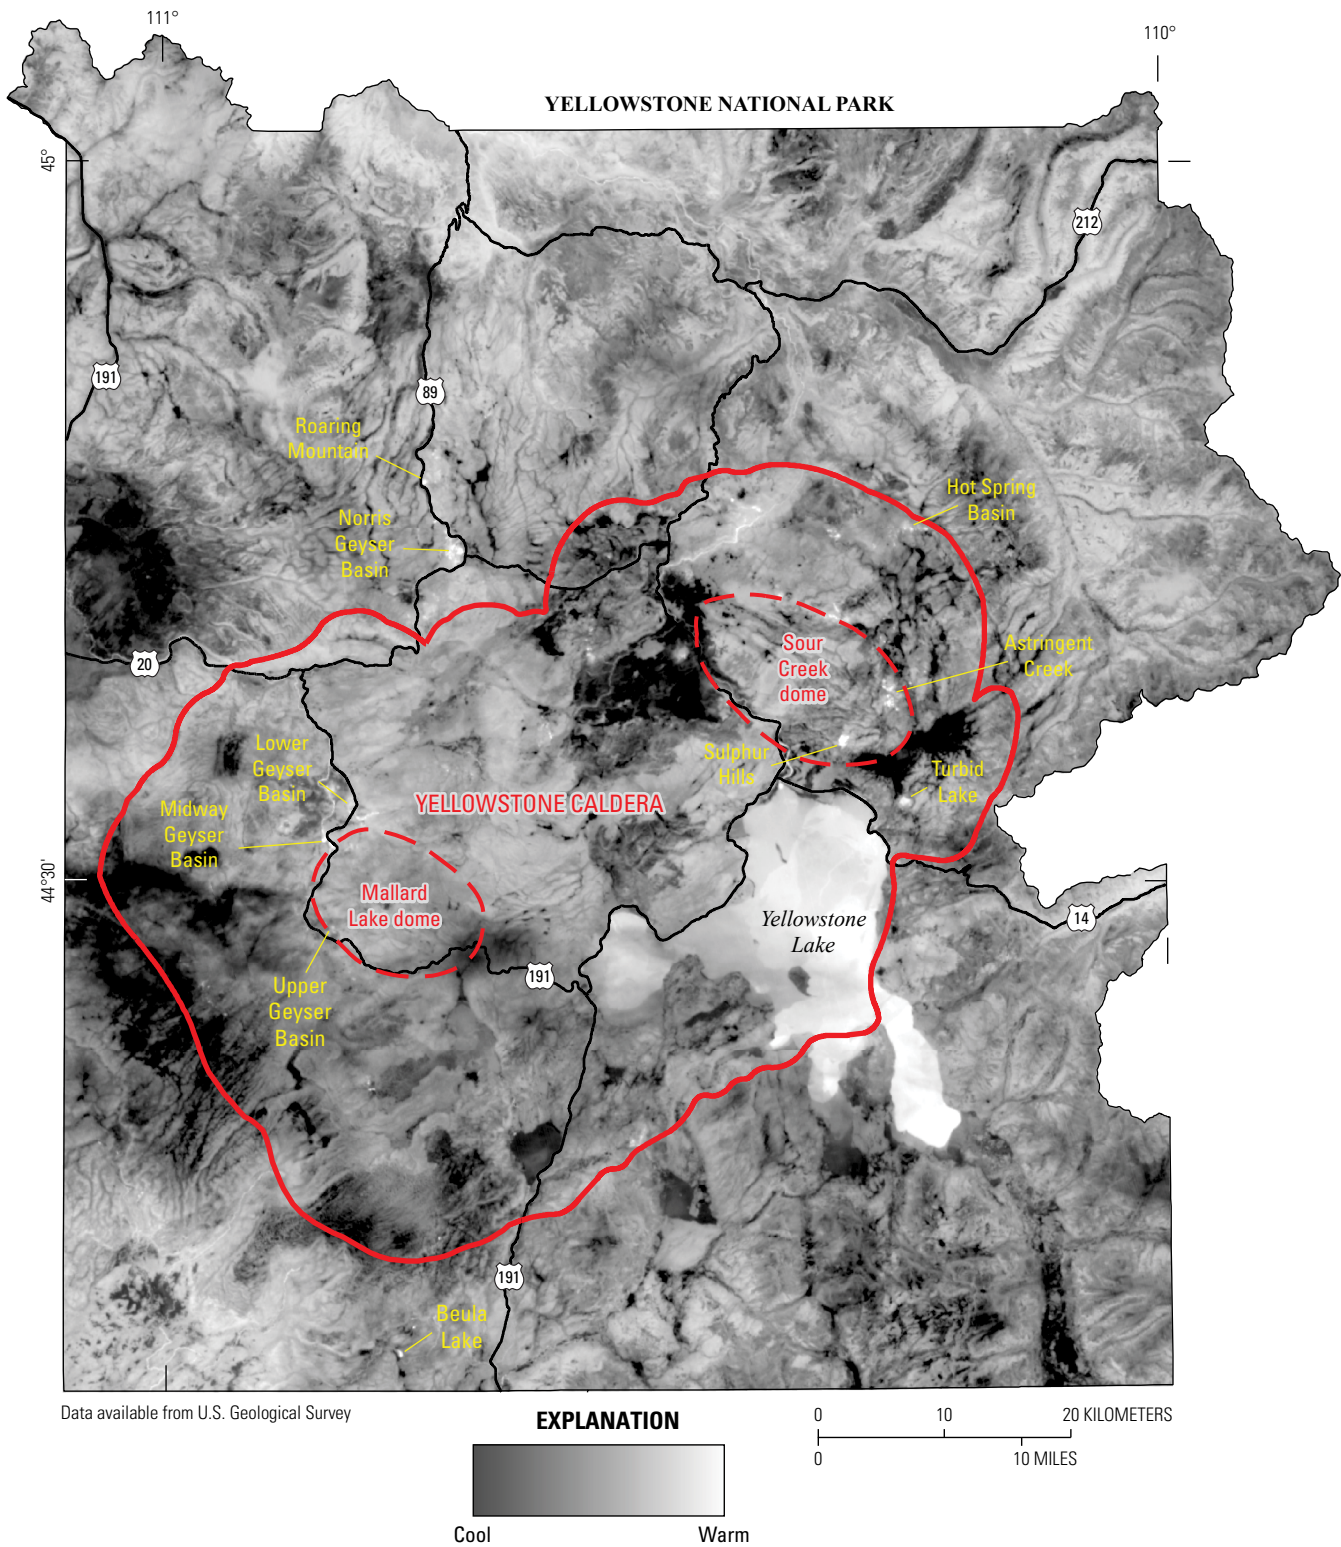 111°
110°
YELLOWSTONE NATIONAL PARK
45°
212
191
89
Roaring
Mountain
Hot Spring
Basin
Norris
Geyser
Basin
Sour
Creek
dome
Astringent
Creek
20
Lower
Geyser
Basin
Sulphur
Hills
Turbid
Lake
YELLOWSTONE CALDERA
Midway
Geyser
Basin
44°30'
Mallard
Lake dome
Yellowstone
Lake
14
191
Upper
Geyser
Basin
191
Beula
Lake
Data available from U.S. Geological Survey
EXPLANATION
Cool
Warm
0 10 20 KILOMETERS
0 10 MILES